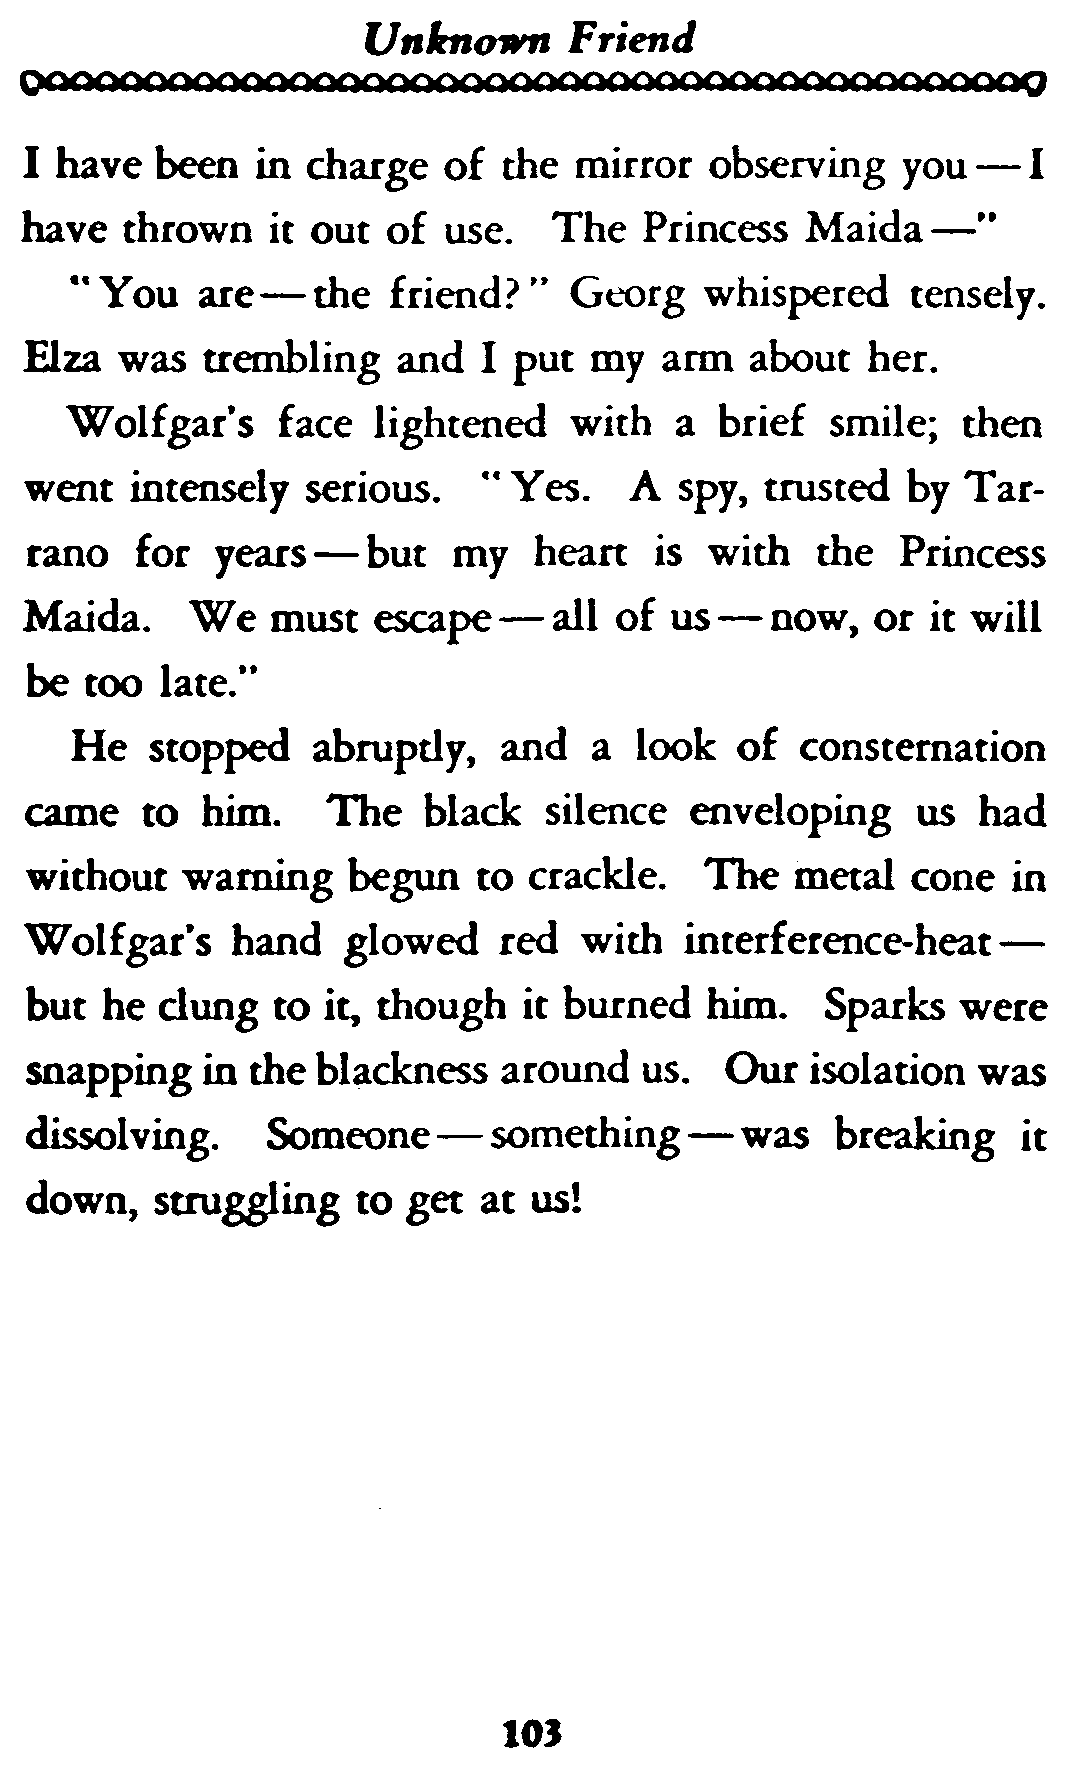 Unknown Friend
I have been in charge of the mirror observing you — I
have thrown it out of use. The Princess Maida —"
"You are — the friend?" Georg whispered tensely.
Elza was trembling and I put my arm about her.
Wolfgar's face lightened with a brief smile; then
went intensely serious. "Yes. A spy, trusted by Tar-
rano for years — but my heart is with the Princess
Maida. We must escape — all of us — now, or it will
be too late."
He stopped abruptly, and a look of consternation
came to him. The black silence enveloping us had
without warning begun to crackle. The metal cone in
Wolfgar's hand glowed red with interference-heat —
but he clung to it, though it burned him. Sparks were
snapping in the blackness around us. Our isolation was
dissolving. Someone — something — was breaking it
down, struggling to get at us!
103